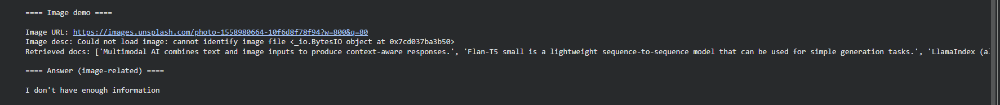 ==== Image demo ====
Image URL: https://images.unsplash.com/photo-1558980664-10f6d8f78f94?w=800&q=80
Image desc: Could not load image: cannot identify image file <_io.BytesIO object at 0x7cd037ba3b50>
Retrieved docs: ['Multimodal AI combines text and image inputs to produce context-aware responses.', 'Flan-T5 small is a lightweight sequence-to-sequence model that can be used for simple generation tasks.', 'LlamaIndex (al
==== Answer (image-related) ====
I don't have enough information